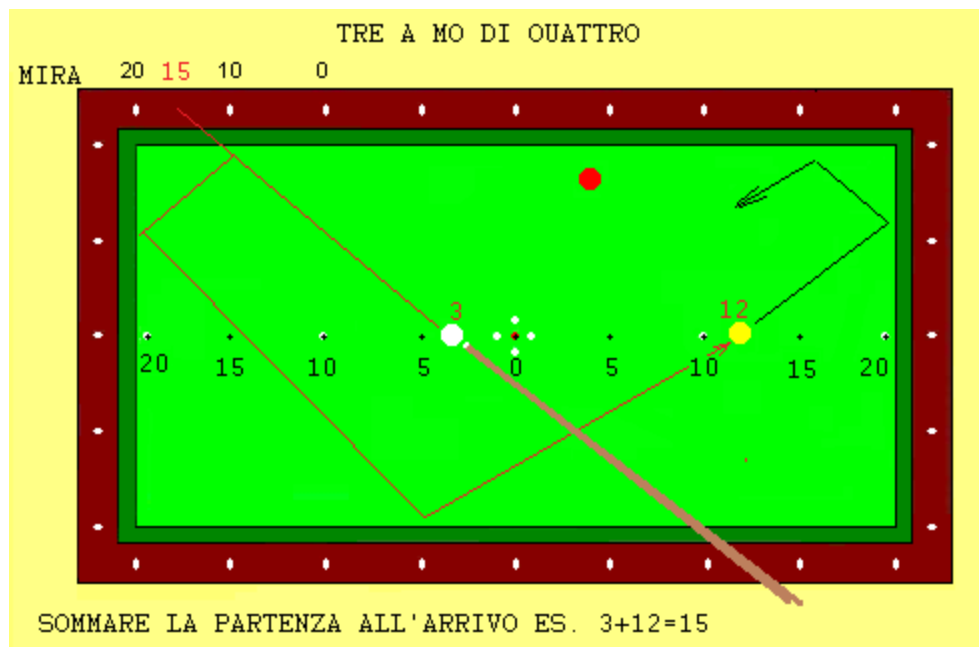 TRE A MO DI QUATTRO
MIRA 20 15 10 0
3 12
20 15 10 5 0 5 10 15 20
SOMMARE LA PARTENZA ALL'ARRIVO ES. 3+12=15